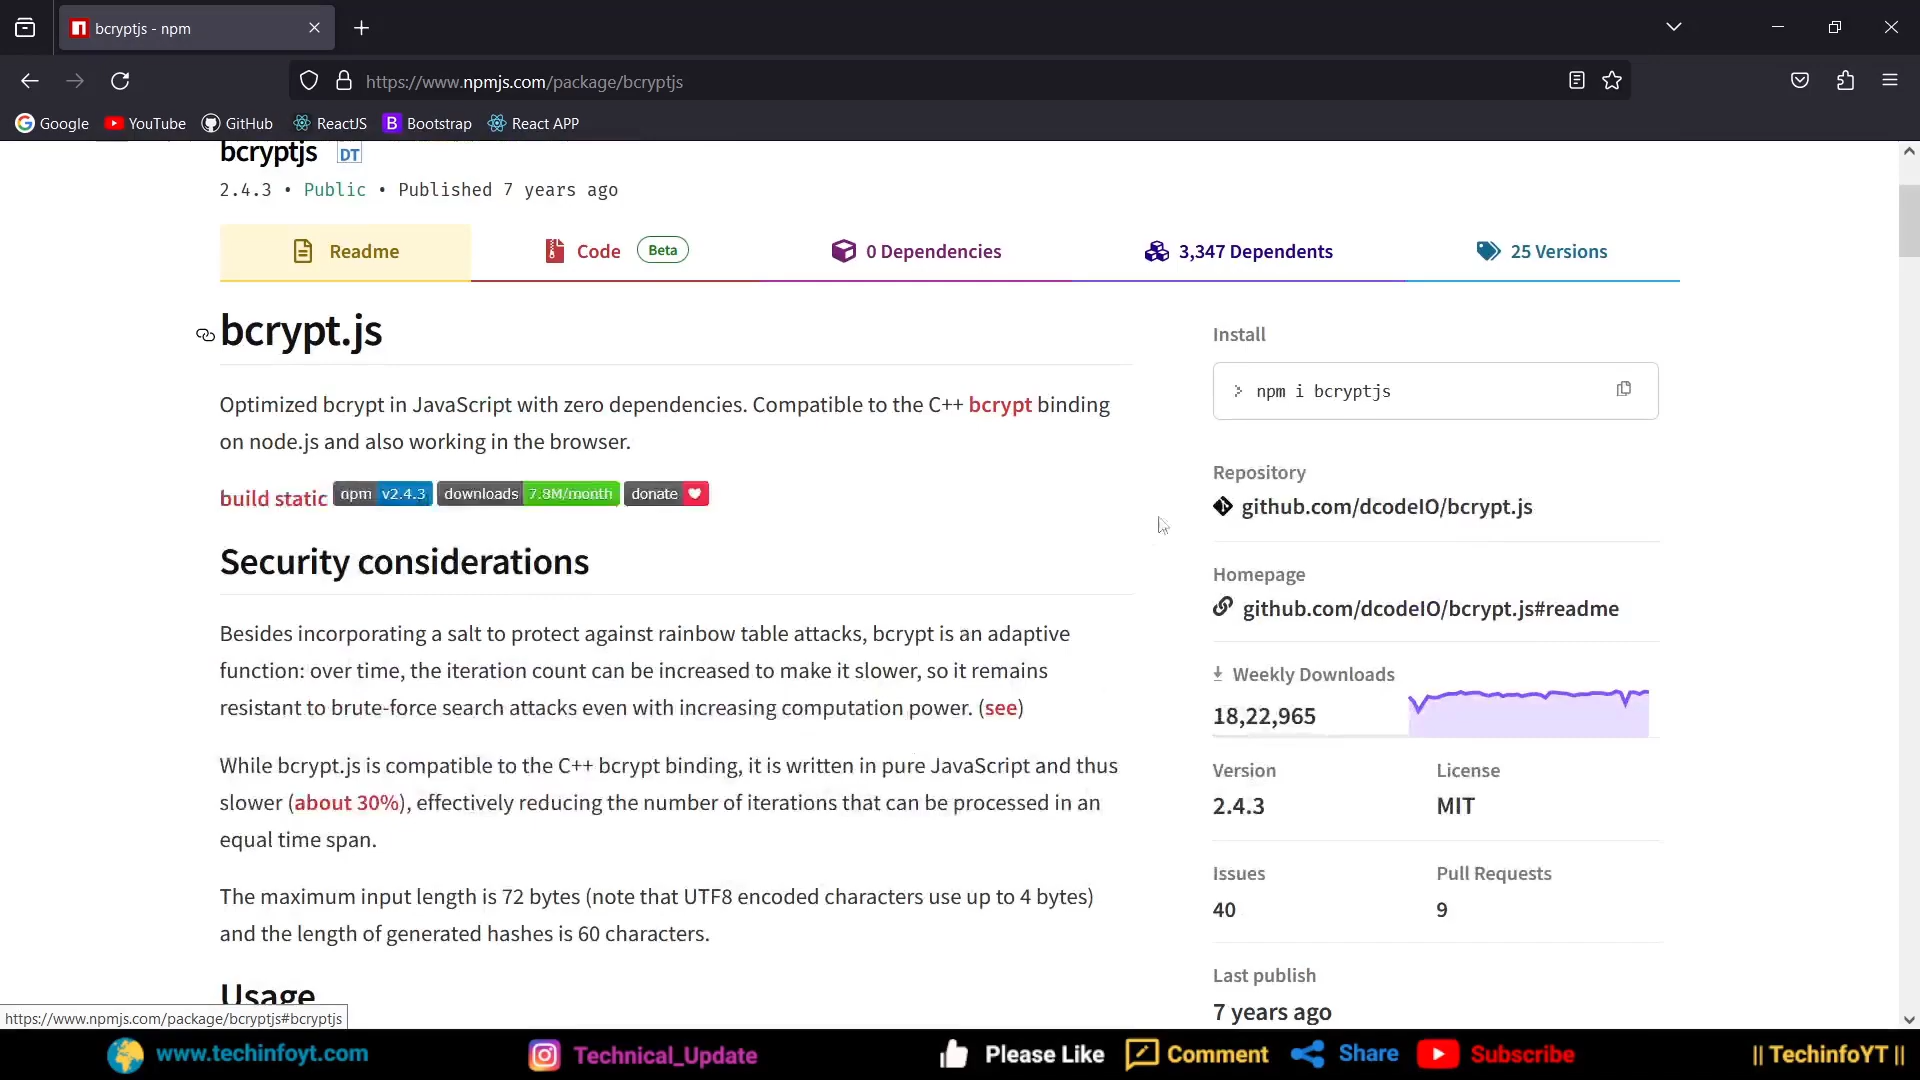 bcryptjs - npm
https://www.npmjs.com/package/bcryptjs
Google YouTube GitHub ReactJS B Bootstrap React APP
bcryptjs DT
2.4.3 • Public • Published 7 years ago
Readme Code Beta 0 Dependencies 3,347 Dependents 25 Versions
bcrypt.js
Optimized bcrypt in JavaScript with zero dependencies. Compatible to the C++ bcrypt binding
on node.js and also working in the browser.
build static npm v2.4.3 downloads 7.8M/month donate
Security considerations
Besides incorporating a salt to protect against rainbow table attacks, bcrypt is an adaptive
function: over time, the iteration count can be increased to make it slower, so it remains
resistant to brute-force search attacks even with increasing computation power. (see)
While bcrypt.js is compatible to the C++ bcrypt binding, it is written in pure JavaScript and thus
slower (about 30%), effectively reducing the number of iterations that can be processed in an
equal time span.
The maximum input length is 72 bytes (note that UTF8 encoded characters use up to 4 bytes)
and the length of generated hashes is 60 characters.
Usage
Install
> npm i bcryptjs
Repository
github.com/dcodeIO/bcrypt.js
Homepage
github.com/dcodeIO/bcrypt.js#readme
Weekly Downloads
18,22,965
Version License
2.4.3 MIT
Issues Pull Requests
40 9
Last publish
7 years ago
https://www.npmjs.com/package/bcryptjs#bcryptjs
www.techinfoyt.com Technical_Update Please Like Comment Share Subscribe || TechinfoYT ||